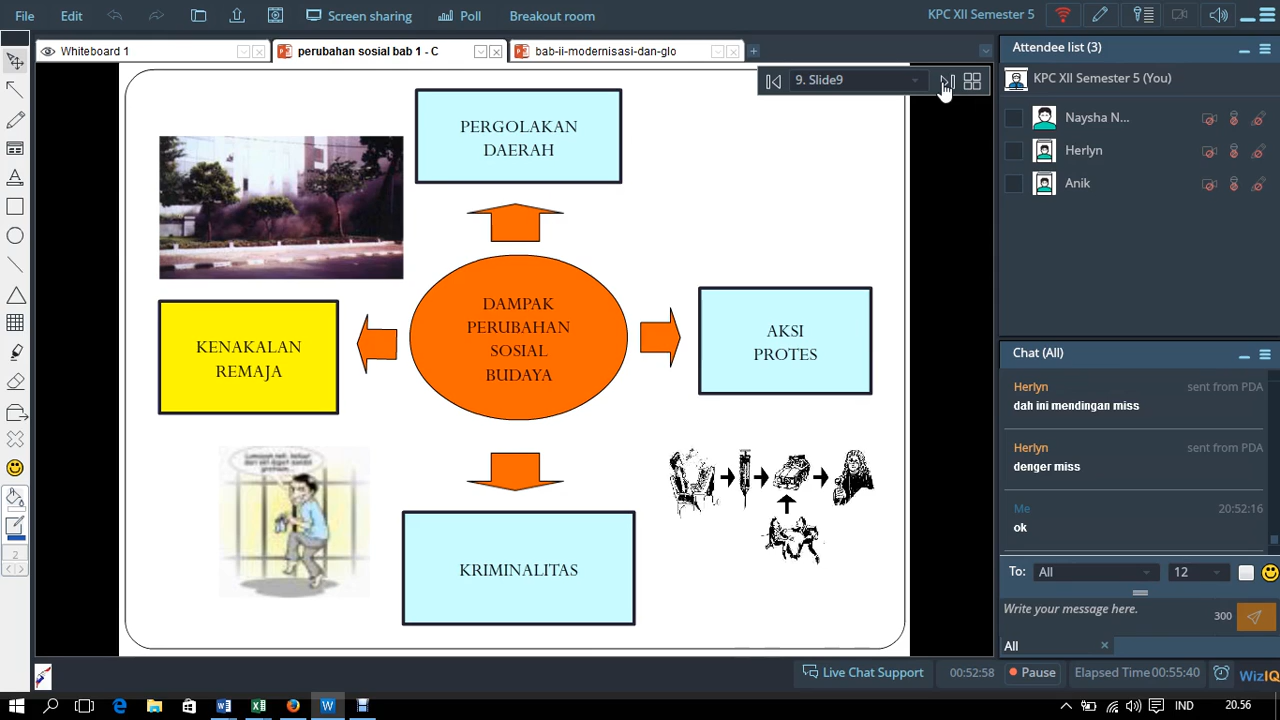 File
Edit
Screen sharing
Poll
Breakout room
KPC XII Semester 5
Whiteboard 1
perubahan sosial bab 1 - C
bab-ii-modernisasi-dan-glo
9. Slide9
PERGOLAKAN
DAERAH
DAMPAK
PERUBAHAN
SOSIAL
BUDAYA
KENAKALAN
REMAJA
AKSI
PROTES
KRIMINALITAS
Attendee list (3)
KPC XII Semester 5 (You)
Naysha N...
Herlyn
Anik
Chat (All)
Herlyn sent from PDA
dah ini mendingan miss
Herlyn sent from PDA
denger miss
Me 20:52:16
ok
To: All 12
Write your message here. 300
All
2
Live Chat Support
00:52:58
Pause
Elapsed Time 00:55:40
WizIQ
IND
20.56